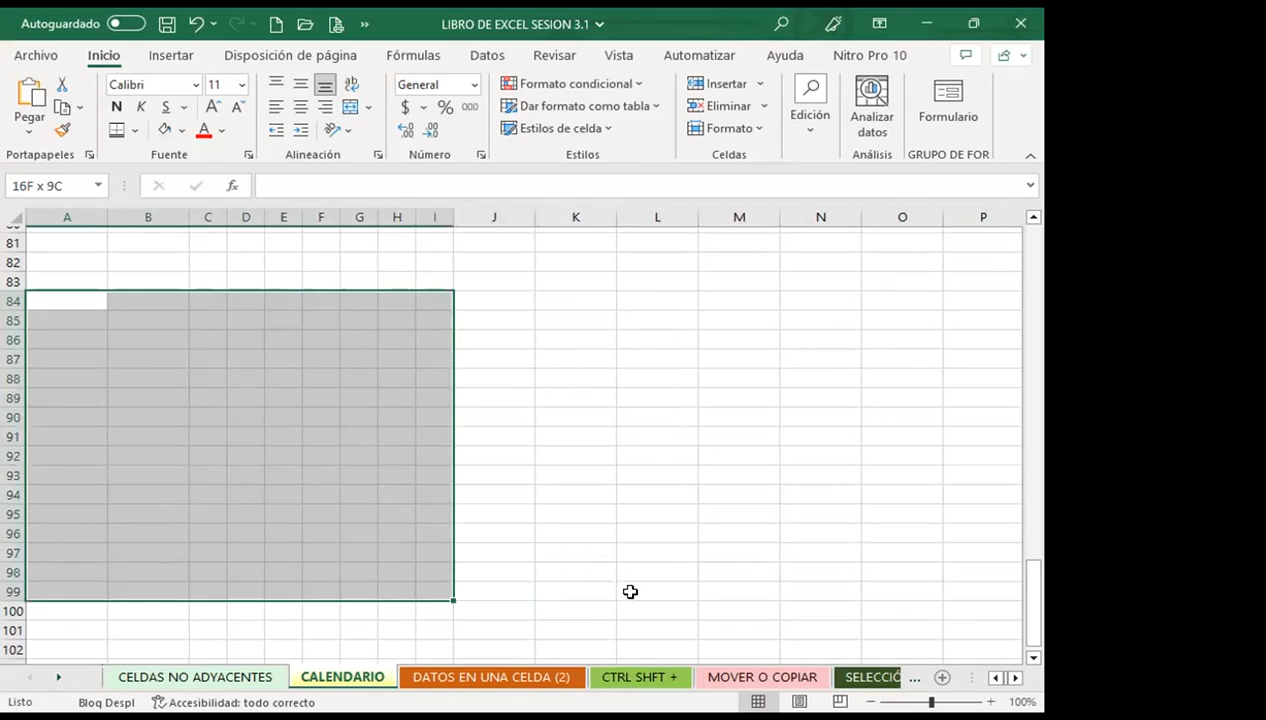 Autoguardado LIBRO DE EXCEL SESION 3.1
Archivo Inicio Insertar Disposición de página Fórmulas Datos Revisar Vista Automatizar Ayuda Nitro Pro 10
Calibri 11 General Formato condicional Insertar
Pegar N K S $ % 000 Dar formato como tabla Eliminar Edición Analizar datos Formulario
Estilos de celda Formato
Portapapeles Fuente Alineación Número Estilos Celdas Análisis GRUPO DE FOR
16F x 9C fx
A B C D E F G H I J K L M N O P
81
82
83
84
85
86
87
88
89
90
91
92
93
94
95
96
97
98
99
100
101
102
CELDAS NO ADYACENTES CALENDARIO DATOS EN UNA CELDA (2) CTRL SHFT + MOVER O COPIAR SELECCIÓ ...
Listo Bloq Despl Accesibilidad: todo correcto 100%